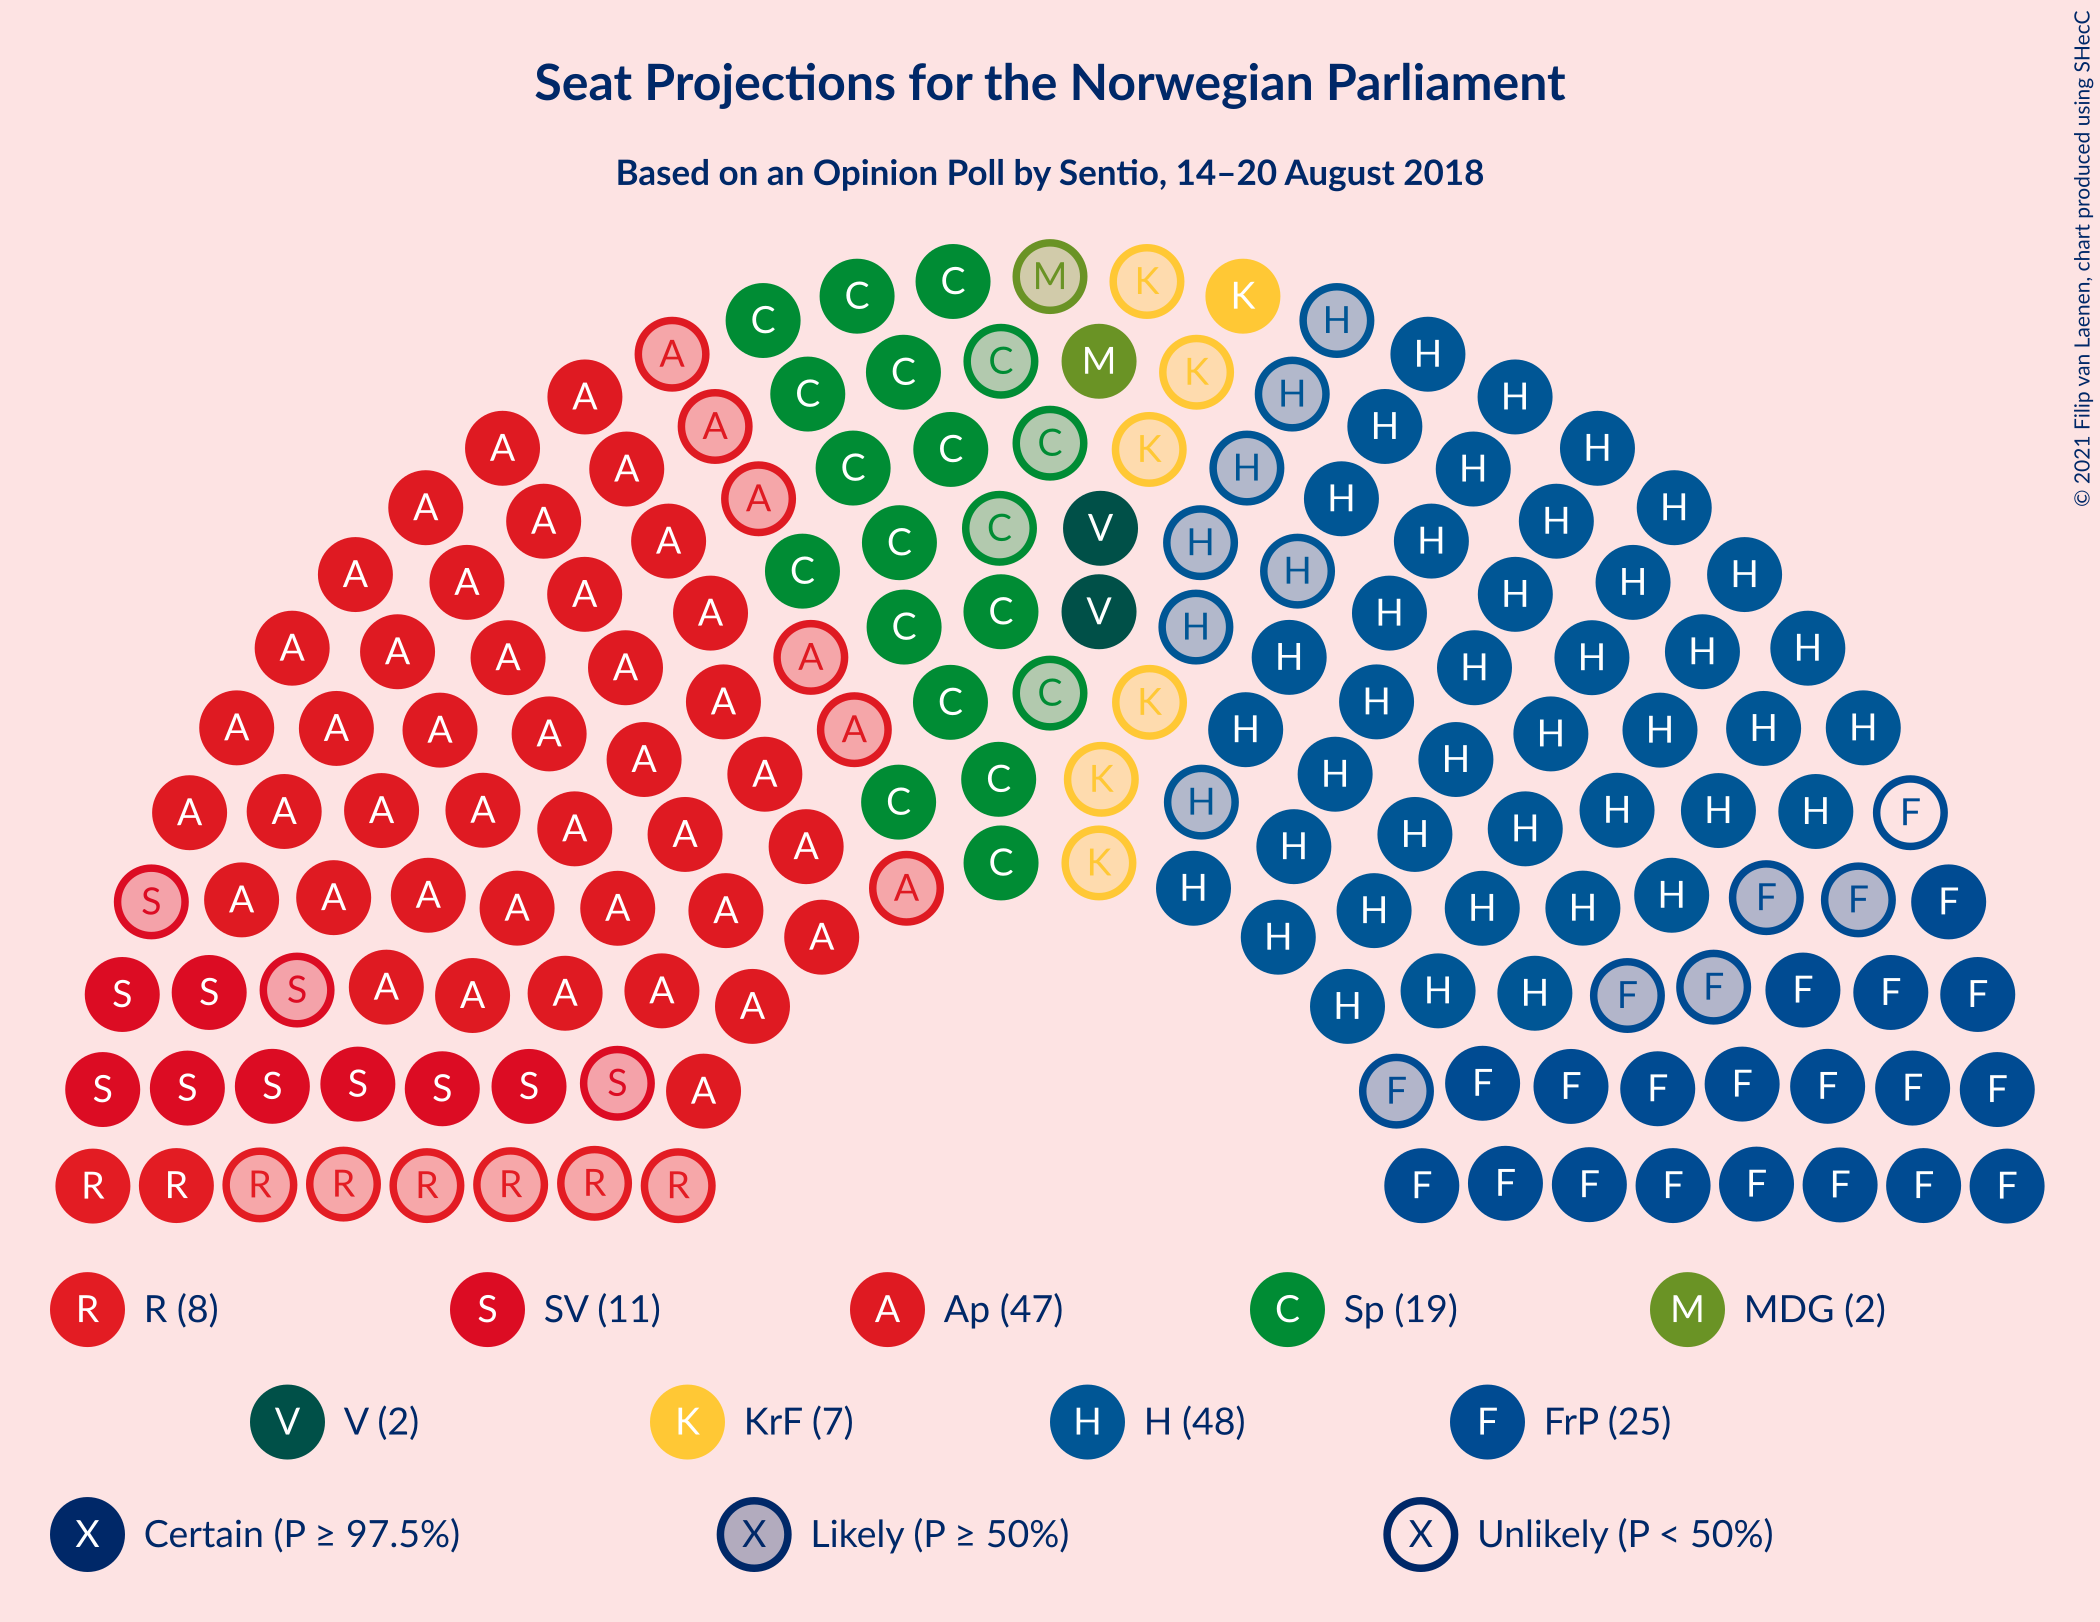 Seat Projections for the Norwegian Parliament
Based on an Opinion Poll by Sentio, 14–20 August 2018
© 2021 Filip van Laenen, chart produced using SHecC
C C C M K K H
A C C C M K H H
A A C C C K H H H
A A A C C V H H H H
A A A C C C V H H H H H
A A A A A C C K H H H H H
A A A A A A C C K H H H H H H
A A A A A A A C K H H H H H H F
S A A A A A A A A H H H H H H F F F
S S S A A A A A H H H F F F F F
S S S S S S S A F F F F F F F F
R R R R R R R R F F F F F F F F
R R (8) S SV (11) A Ap (47) C Sp (19) M MDG (2)
V V (2) K KrF (7) H H (48) F FrP (25)
X Certain (P ≥ 97.5%) X Likely (P ≥ 50%) X Unlikely (P < 50%)